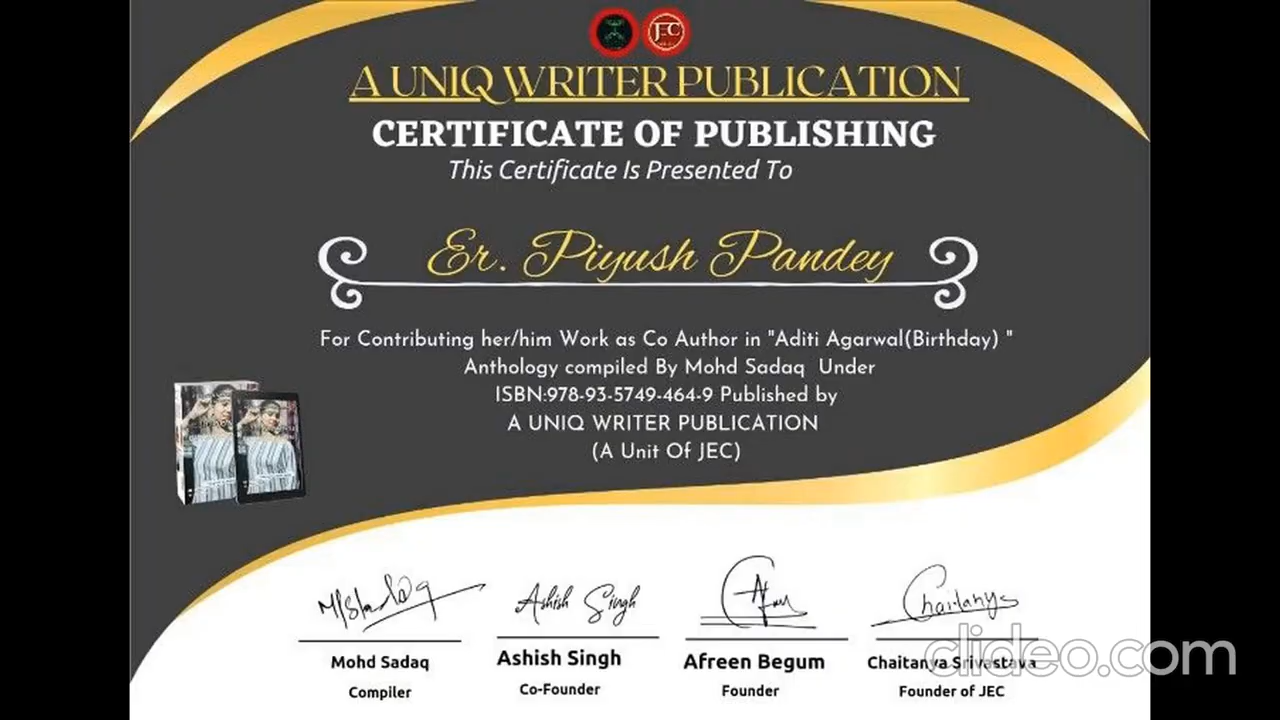 JEC
A UNIQ WRITER PUBLICATION
CERTIFICATE OF PUBLISHING
This Certificate Is Presented To
Er. Piyush Pandey
For Contributing her/him Work as Co Author in "Aditi Agarwal(Birthday) "
Anthology compiled By Mohd Sadaq Under
ISBN:978-93-5749-464-9 Published by
A UNIQ WRITER PUBLICATION
(A Unit Of JEC)
Ashish Singh
Chaitanya
Mohd Sadaq
Ashish Singh
Afreen Begum
Chaitanya Srivastava
Compiler
Co-Founder
Founder
Founder of JEC
clideo.com